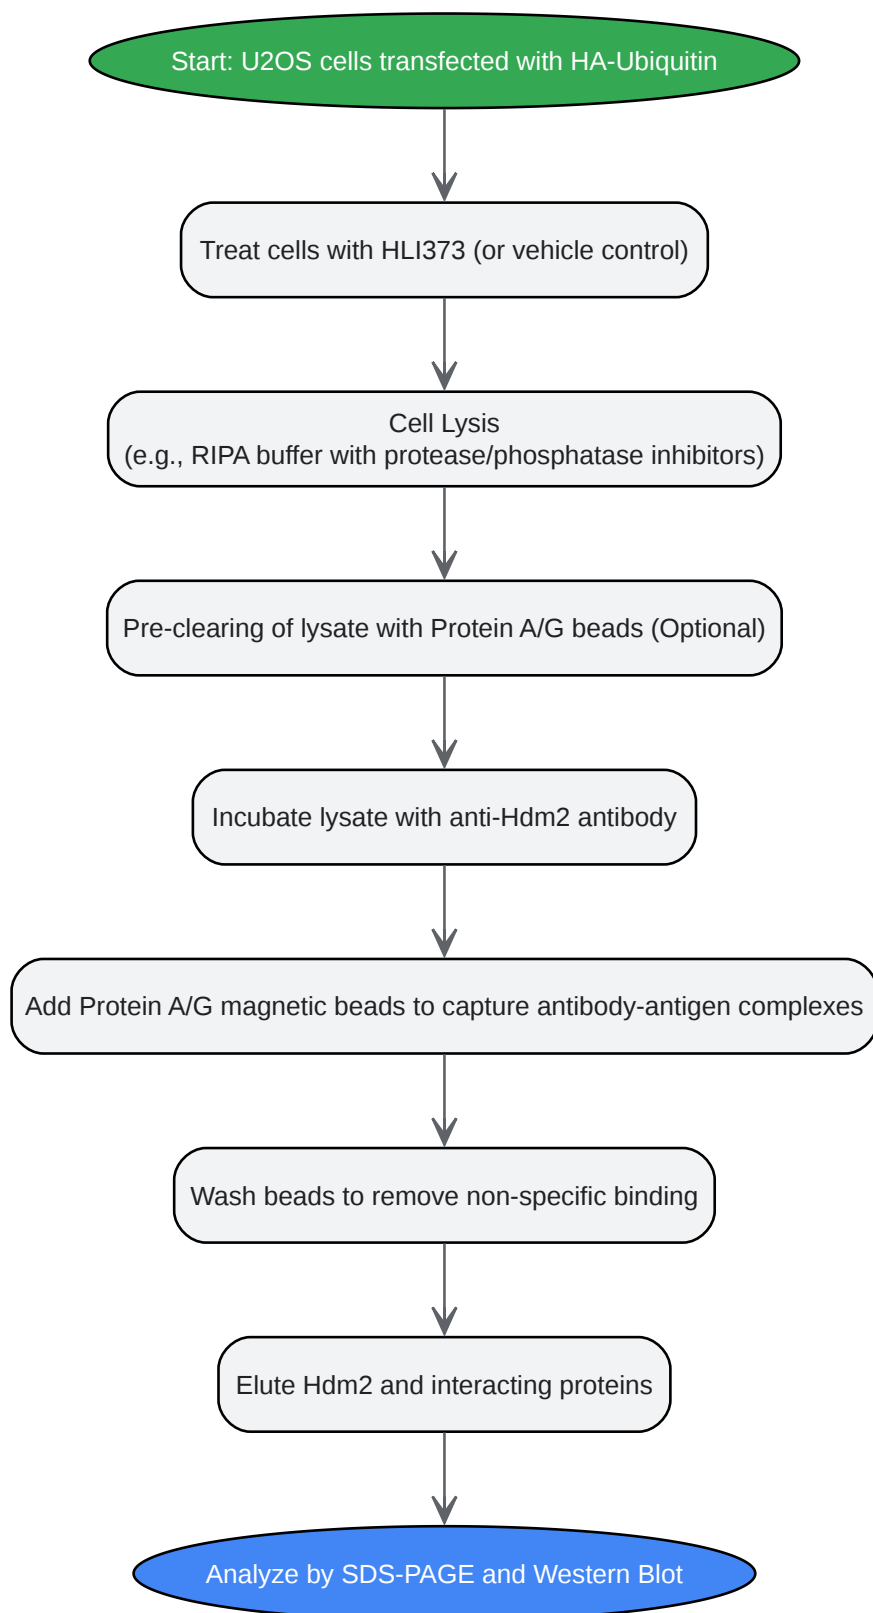 Start: U2OS cells transfected with HA-Ubiquitin
Treat cells with HLI373 (or vehicle control)
Cell Lysis
(e.g., RIPA buffer with protease/phosphatase inhibitors)
Pre-clearing of lysate with Protein A/G beads (Optional)
Incubate lysate with anti-Hdm2 antibody
Add Protein A/G magnetic beads to capture antibody-antigen complexes
Wash beads to remove non-specific binding
Elute Hdm2 and interacting proteins
Analyze by SDS-PAGE and Western Blot